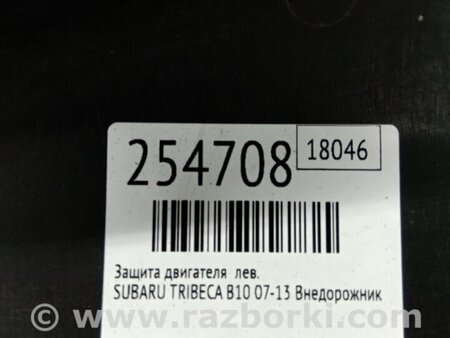 254708 18046
Защита двигателя лев.
SUBARU TRIBECA B10 07-13 Внедорожник
© www.razborki.com